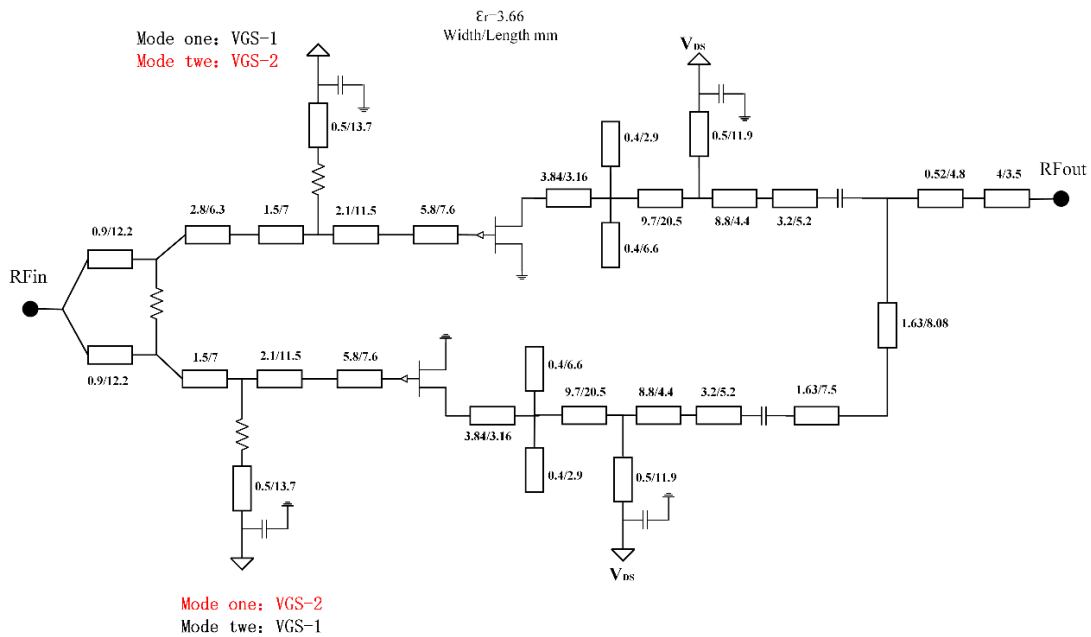 Ɛr=3.66
Width/Length mm
Mode one: VGS-1
Mode twe: VGS-2
VDS
0.5/13.7
0.4/2.9
0.5/11.9
3.84/3.16
RFout
0.52/4.8
4/3.5
2.8/6.3
1.5/7
2.1/11.5
5.8/7.6
9.7/20.5
8.8/4.4
3.2/5.2
0.9/12.2
0.4/6.6
RFin
1.63/8.08
0.9/12.2
1.5/7
2.1/11.5
5.8/7.6
0.4/6.6
9.7/20.5
8.8/4.4
3.2/5.2
1.63/7.5
3.84/3.16
0.4/2.9
0.5/11.9
0.5/13.7
VDS
Mode one: VGS-2
Mode twe: VGS-1